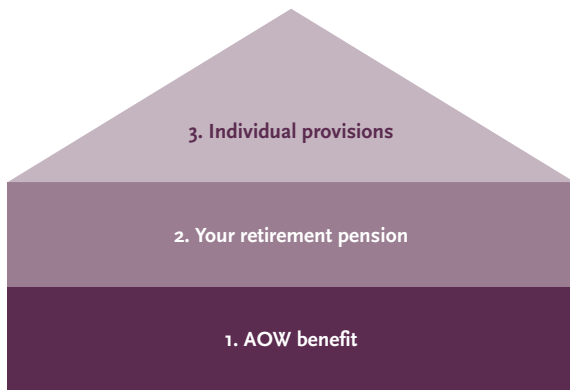 3. Individual provisions
2. Your retirement pension
1. AOW benefit